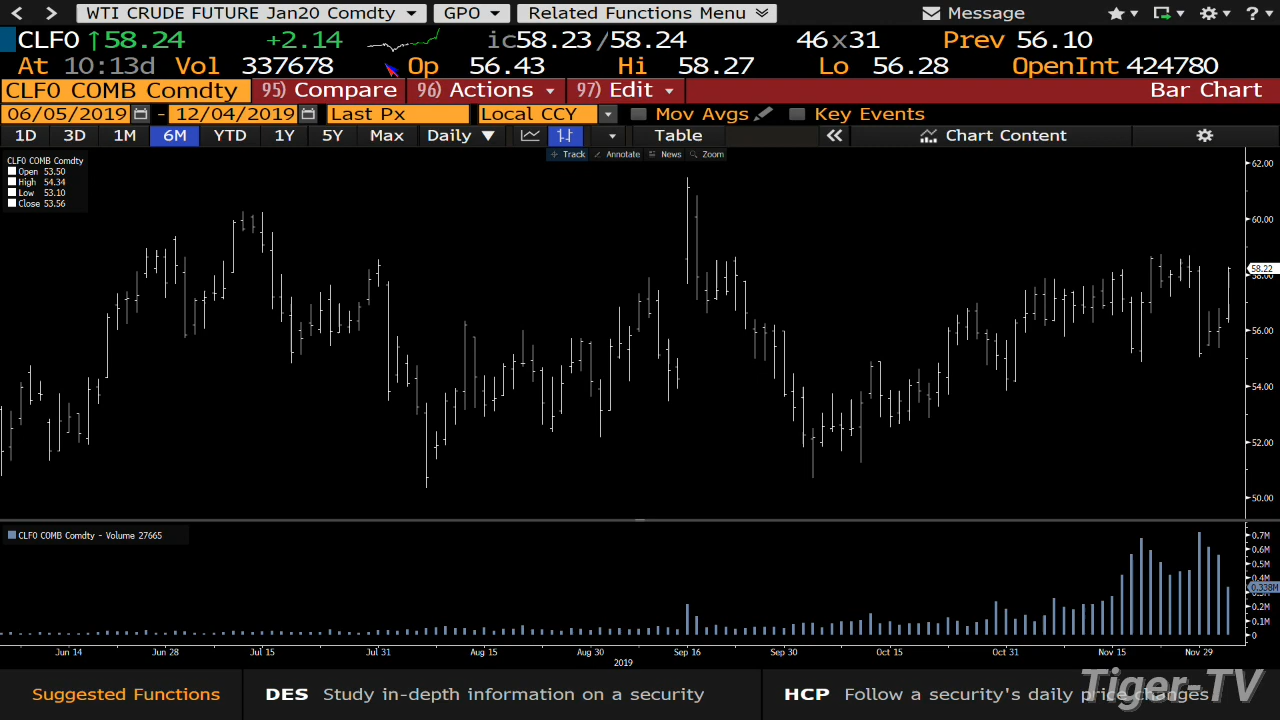 WTI CRUDE FUTURE Jan20 Comdty GPO Related Functions Menu Message ?
CLF0 ↑58.24 +2.14 ic58.23/58.24 46x31 Prev 56.10
At 10:13d Vol 337678 Op 56.43 Hi 58.27 Lo 56.28 OpenInt 424780
CLF0 COMB Comdty 95) Compare 96) Actions 97) Edit Bar Chart
06/05/2019 - 12/04/2019 Last Px Local CCY Mov Avgs Key Events
1D 3D 1M 6M YTD 1Y 5Y Max Daily ▼ Table Chart Content
Track Annotate News Zoom
CLF0 COMB Comdty
Open 53.50
High 54.34
Low 53.10
Close 53.56
62.00
60.00
58.22
58.00
56.00
54.00
52.00
50.00
CLF0 COMB Comdty - Volume 27665
0.7M
0.6M
0.5M
0.4M
0.338M
0.2M
0.1M
0
Jun 14 Jun 28 Jul 15 Jul 31 Aug 15 Aug 30 Sep 16 Sep 30 Oct 15 Oct 31 Nov 15 Nov 29
2019
Suggested Functions DES Study in-depth information on a security HCP Follow a security's daily price changes
Tiger-TV